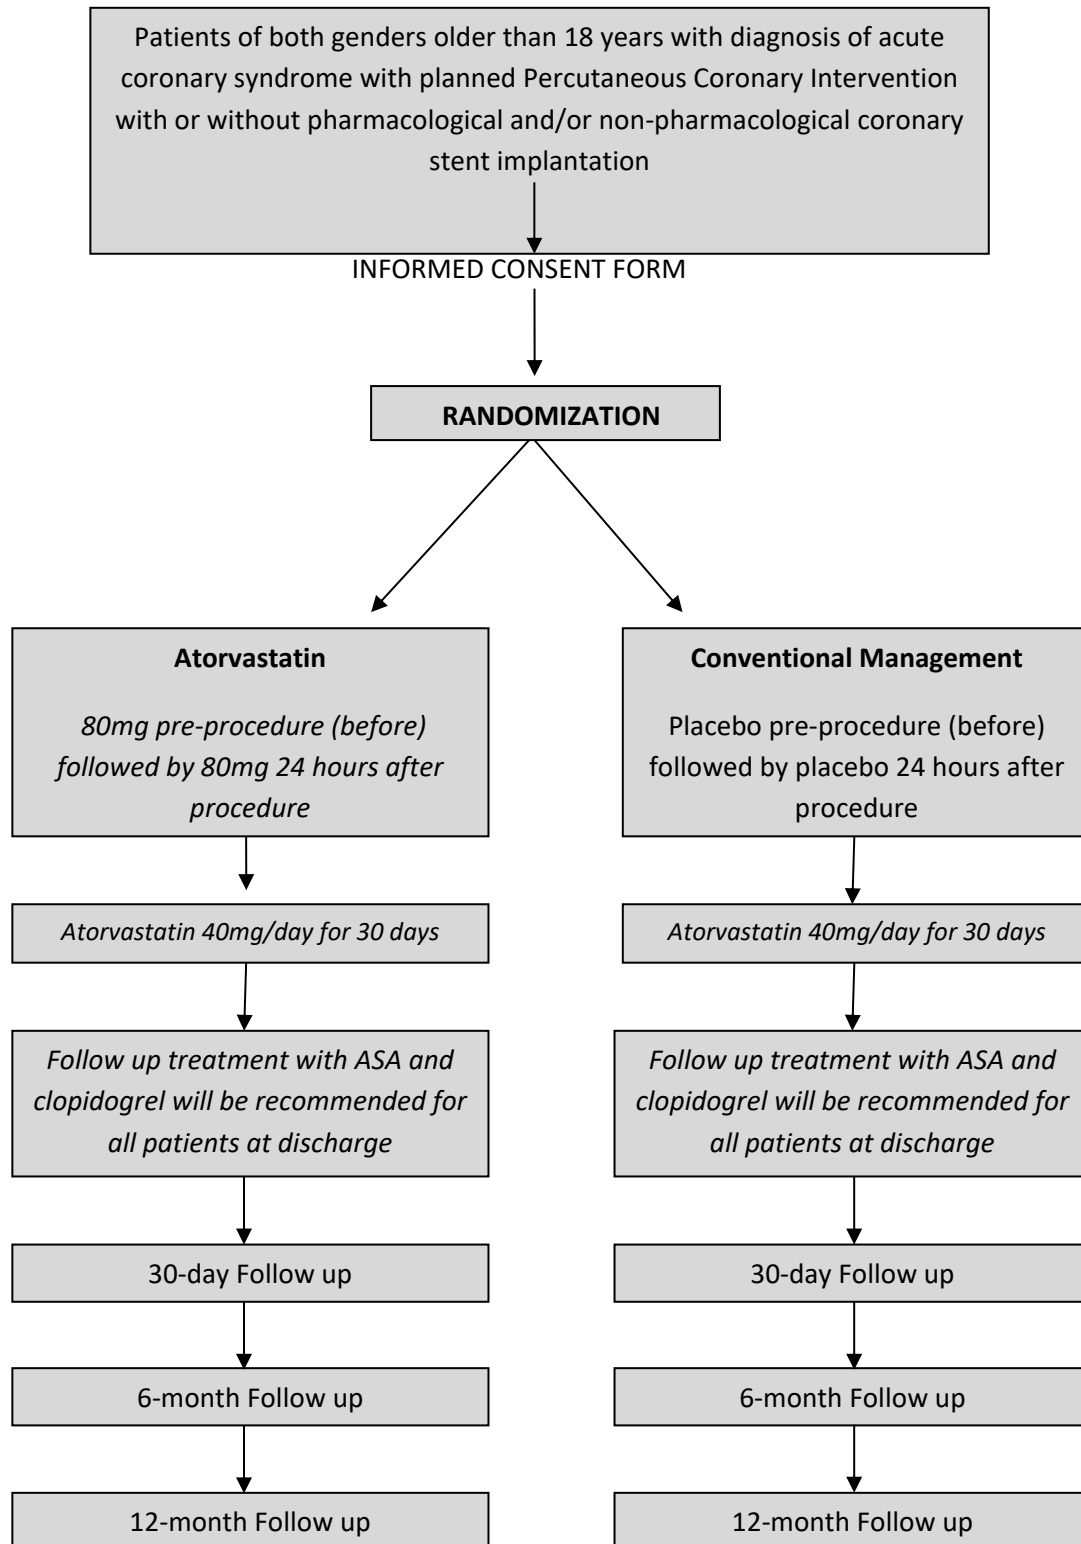 Patients of both genders older than 18 years with diagnosis of acute
coronary syndrome with planned Percutaneous Coronary Intervention
with or without pharmacological and/or non-pharmacological coronary
stent implantation
INFORMED CONSENT FORM
RANDOMIZATION
Atorvastatin
80mg pre-procedure (before)
followed by 80mg 24 hours after
procedure
Conventional Management
Placebo pre-procedure (before)
followed by placebo 24 hours after
procedure
Atorvastatin 40mg/day for 30 days
Atorvastatin 40mg/day for 30 days
Follow up treatment with ASA and
clopidogrel will be recommended for
all patients at discharge
Follow up treatment with ASA and
clopidogrel will be recommended for
all patients at discharge
30-day Follow up
30-day Follow up
6-month Follow up
6-month Follow up
12-month Follow up
12-month Follow up